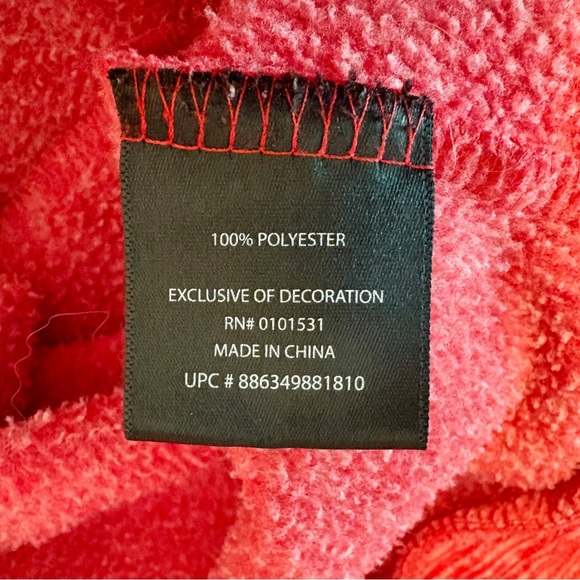 100% POLYESTER
EXCLUSIVE OF DECORATION
RN# 0101531
MADE IN CHINA
UPC # 886349881810